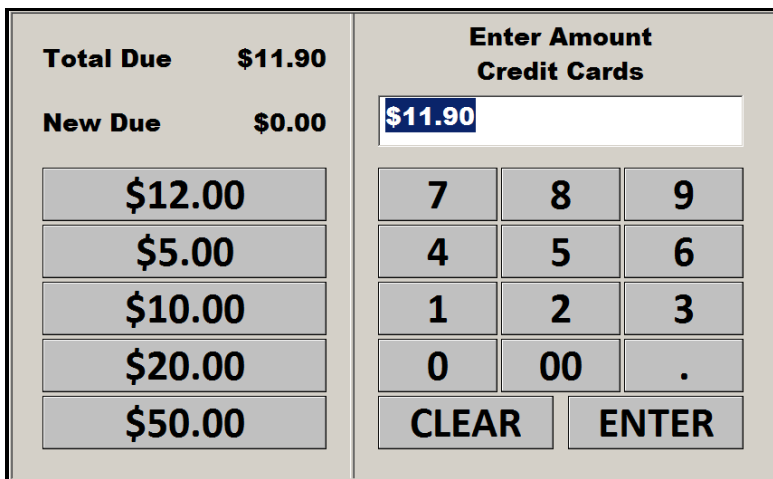 Total Due $11.90
New Due $0.00
$12.00
$5.00
$10.00
$20.00
$50.00
Enter Amount
Credit Cards
$11.90
7 8 9
4 5 6
1 2 3
0 00 .
CLEAR ENTER